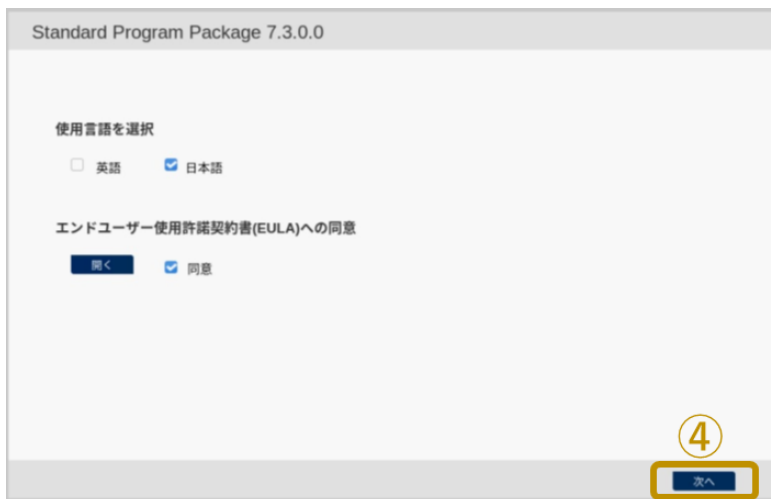 Standard Program Package 7.3.0.0
使用言語を選択
英語 日本語
エンドユーザー使用許諾契約書(EULA)への同意
開く 同意
④
次へ